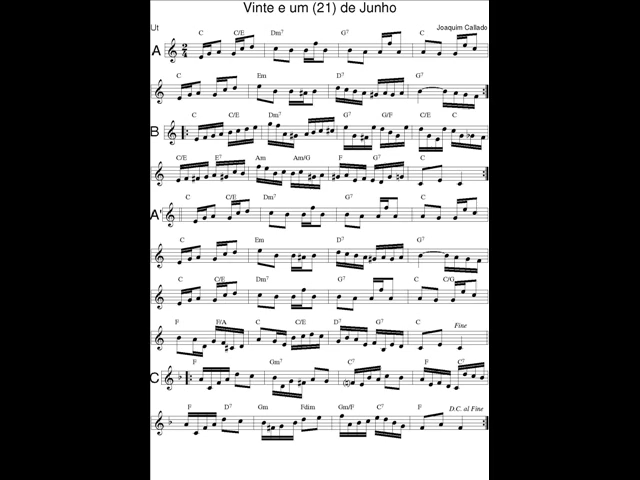 Vinte e um (21) de Junho
Ut
Joaquim Callado
C C/E Dm7 G7 C
A
C Em D7 G7
C C/E Dm7 G7 G/F C/E C
B
C/E E7 Am Am/G F G7 C
C C/E Dm7 G7 C
A'
C Em D7 G7
C C/E Dm7 G7 C C/G
F F/A C C/E D7 G7 C Fine
F Gm7 C7 F C7
C
F D7 Gm Fdim Gm/F C7 F D.C. al Fine